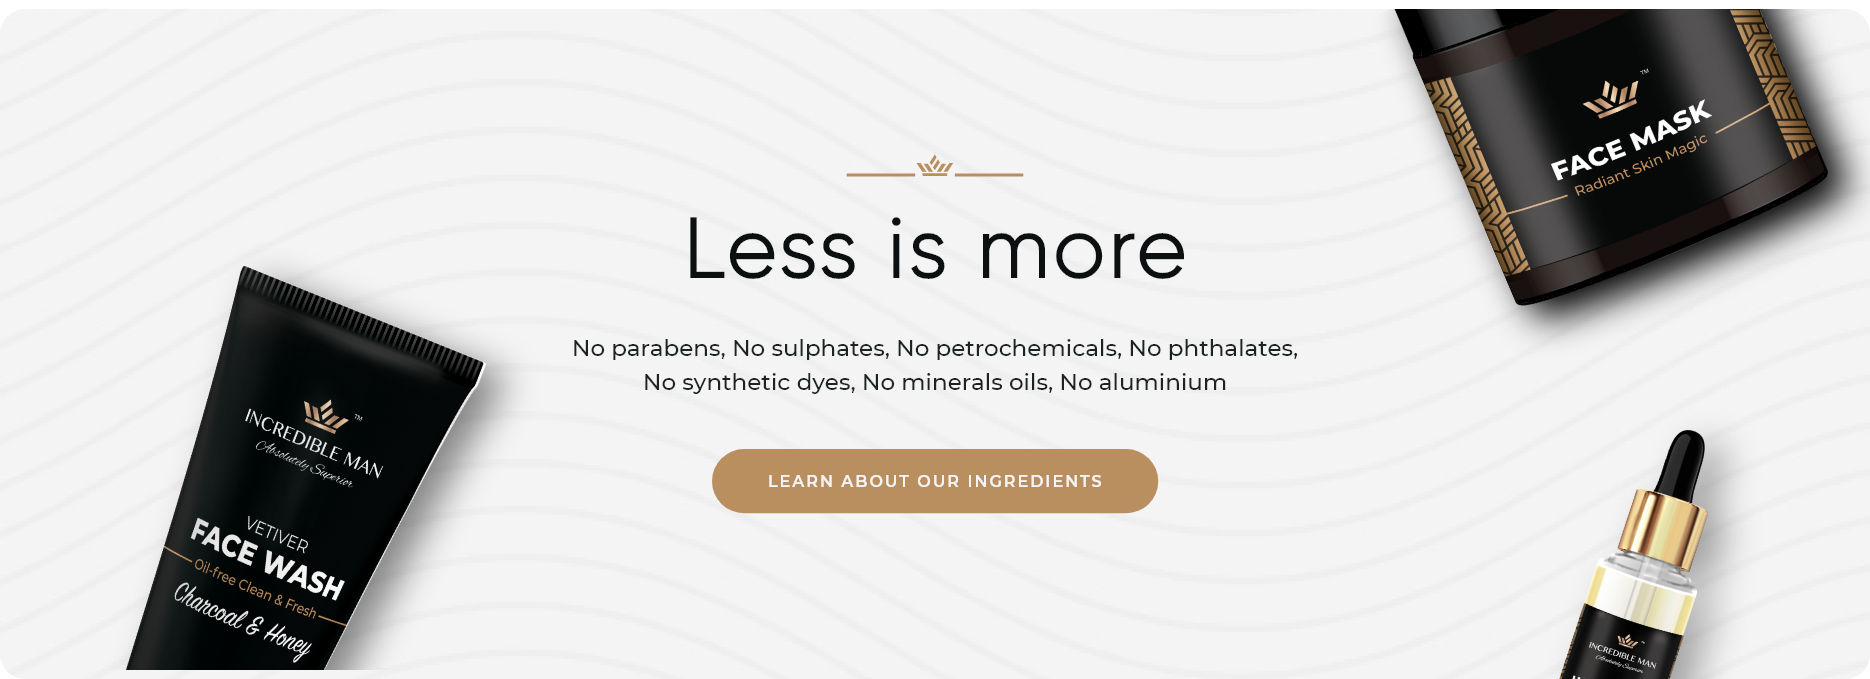 Less is more
No parabens, No sulphates, No petrochemicals, No phthalates,
No synthetic dyes, No minerals oils, No aluminium
LEARN ABOUT OUR INGREDIENTS
TM
FACE MASK
Radiant Skin Magic
TM
INCREDIBLE MAN
Absolutely Superior
VETIVER
FACE WASH
Oil-free Clean & Fresh
Charcoal & Honey
INCREDIBLE MAN
Absolutely Superior